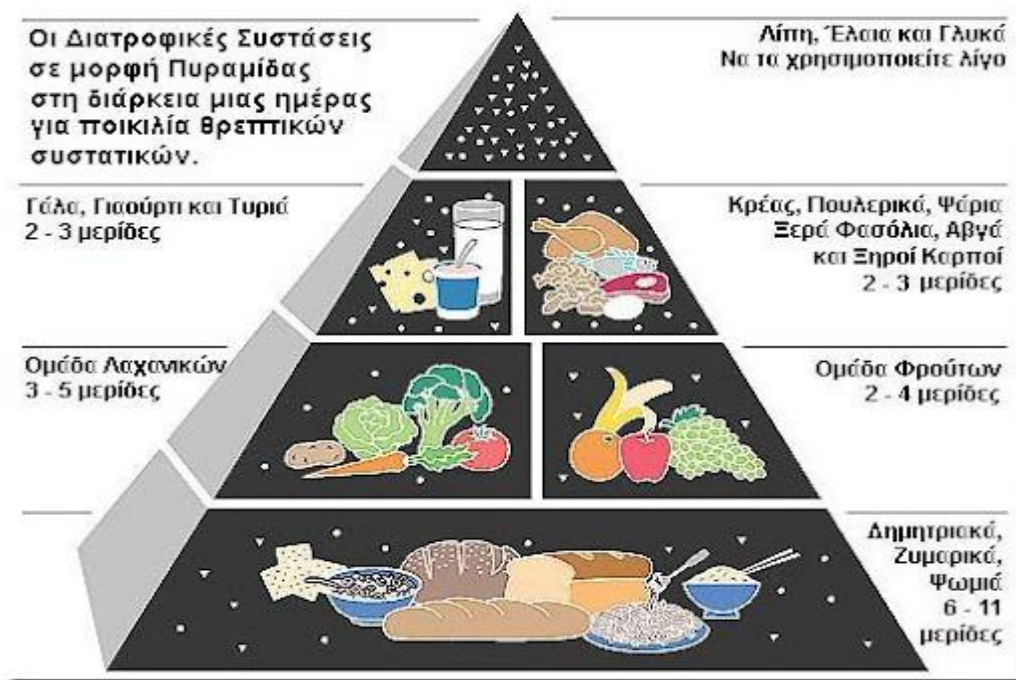 Οι Διατροφικές Συστάσεις
σε μορφή Πυραμίδας
στη διάρκεια μιας ημέρας
για ποικιλία θρεπτικών
συστατικών.
Λίπη, Έλαια και Γλυκά
Να τα χρησιμοποιείτε λίγο
Γάλα, Γιαούρτι και Τυριά
2 - 3 μερίδες
Κρέας, Πουλερικά, Ψάρια
Ξερά Φασόλια, Αβγά
και Ξηροί Καρποί
2 - 3 μερίδες
Ομάδα Λαχανικών
3 - 5 μερίδες
Ομάδα Φρούτων
2 - 4 μερίδες
Δημητριακά,
Ζυμαρικά,
Ψωμιά
6 - 11
μερίδες